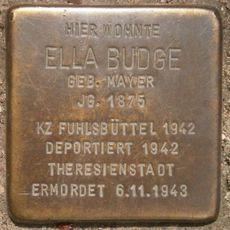 HIER WOHNTE
ELLA BUDGE
GEB. MAYER
JG. 1875
KZ FUHLSBÜTTEL 1942
DEPORTIERT 1942
THERESIENSTADT
ERMORDET 6.11.1943